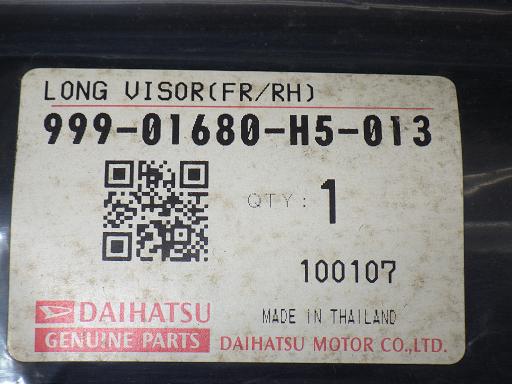 LONG VISOR(FR/RH)
999-01680-H5-013
QTY: 1
100107
DAIHATSU
MADE IN THAILAND
GENUINE PARTS
DAIHATSU MOTOR CO.,LTD.